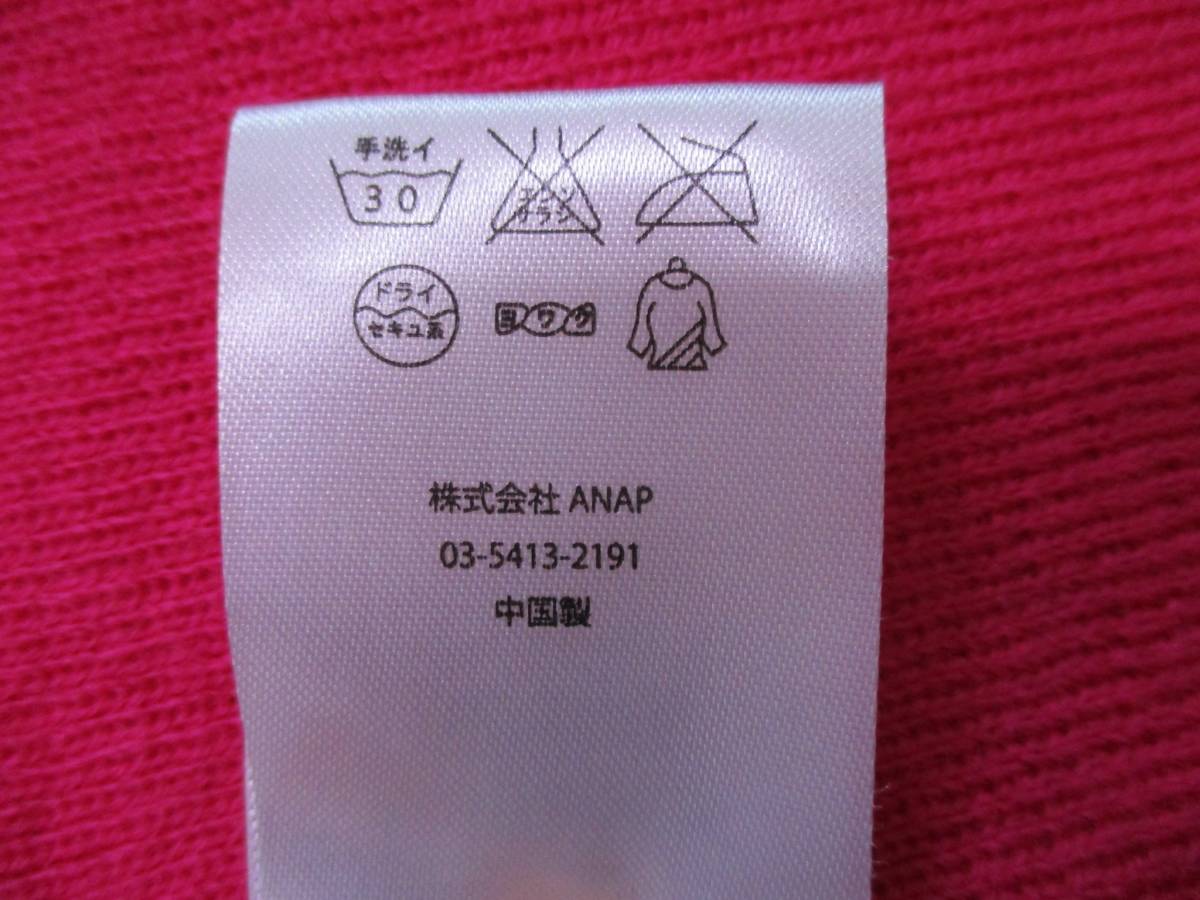 手洗イ
30
エンソ
サラシ
ドライ
セキユ系
ヨワク
株式会社 ANAP
03-5413-2191
中国製